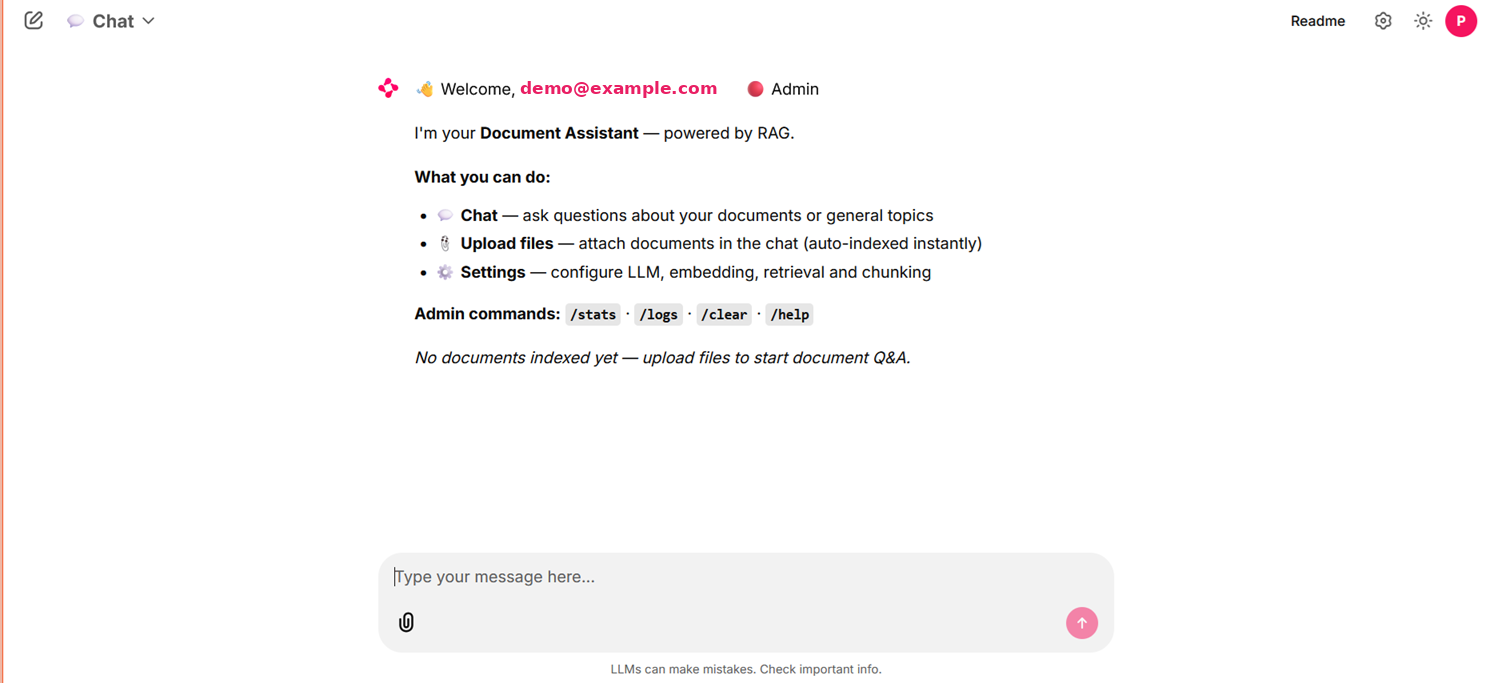 Chat
Readme
P
👋 Welcome, demo@example.com 🔴 Admin
I'm your Document Assistant — powered by RAG.
What you can do:
• 💬 Chat — ask questions about your documents or general topics
• 📎 Upload files — attach documents in the chat (auto-indexed instantly)
• ⚙️ Settings — configure LLM, embedding, retrieval and chunking
Admin commands: /stats · /logs · /clear · /help
No documents indexed yet — upload files to start document Q&A.
Type your message here...
LLMs can make mistakes. Check important info.